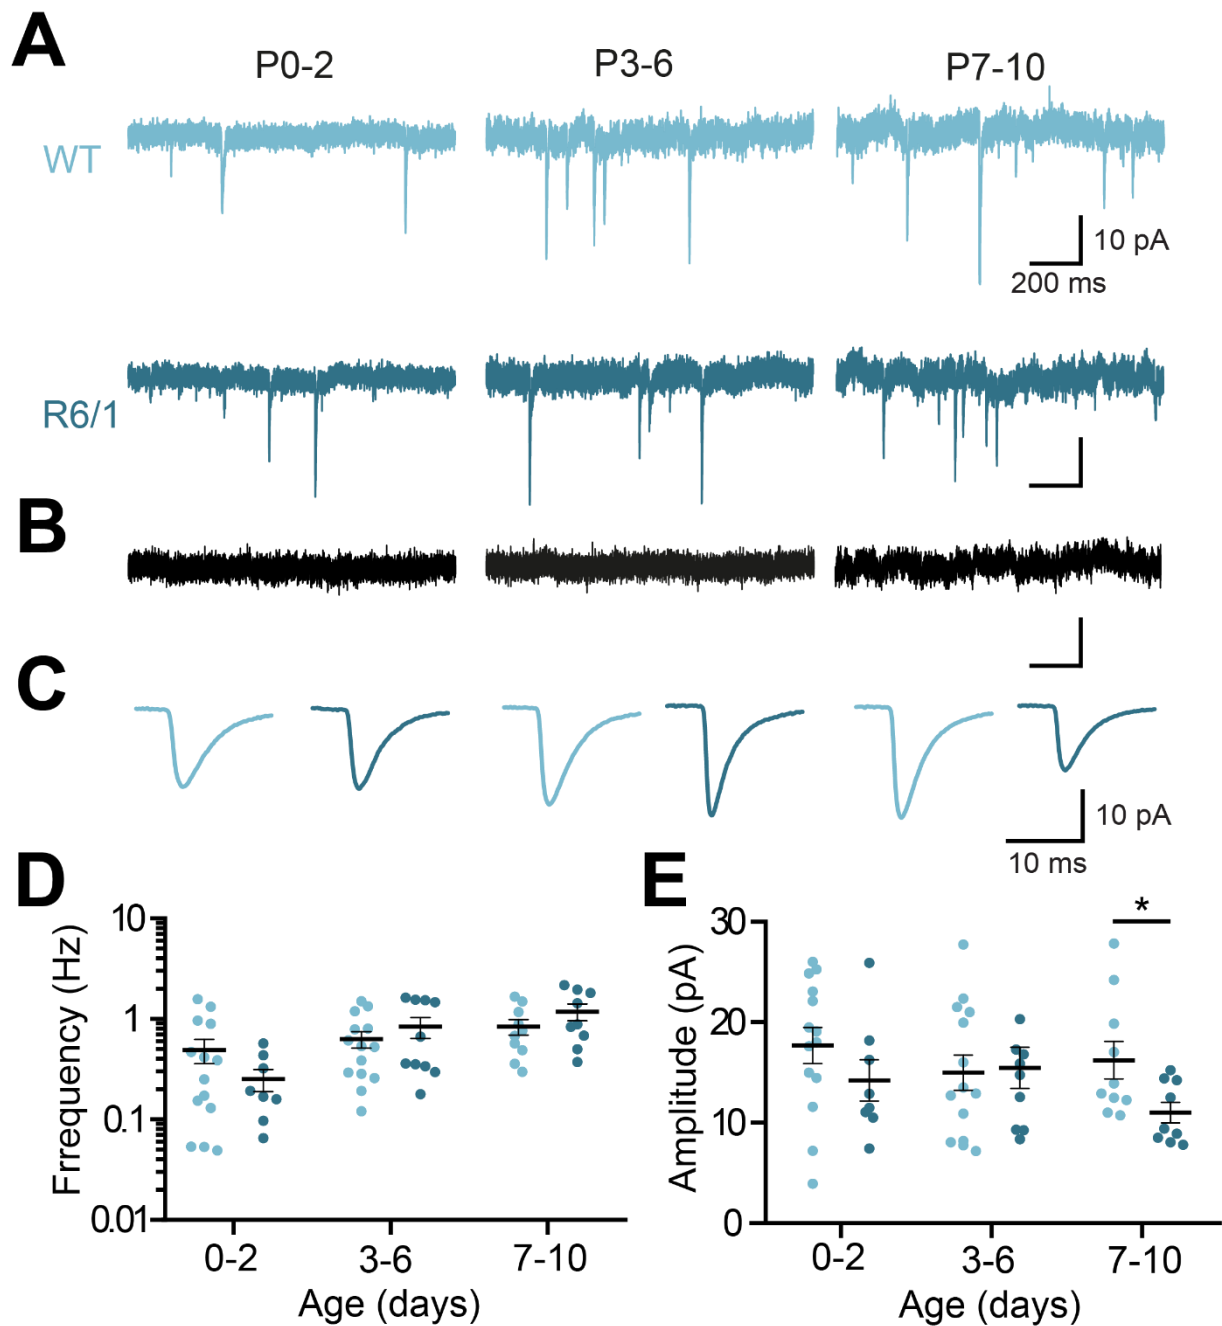 A
P0-2
P3-6
P7-10
WT
10 pA
200 ms
R6/1
B
C
10 pA
10 ms
D
E
Frrequency (Hz)
10
1
0.1
0.01
0-2
3-6
7-10
Age (days)
Amplitude (pA)
30
20
10
0
*
0-2
3-6
7-10
Age (days)